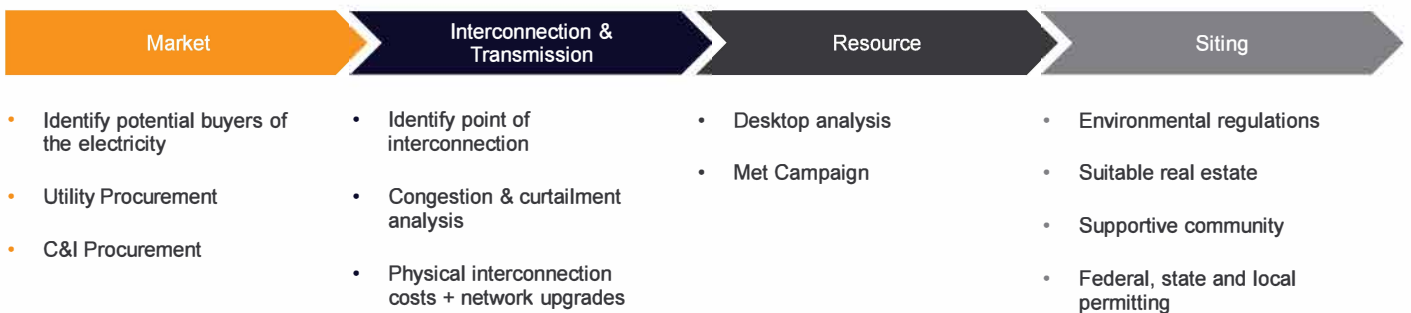 Market
Interconnection &
Transmission
Resource
Siting
• Identify potential buyers of
the electricity
• Utility Procurement
• C&I Procurement
• Identify point of
interconnection
• Congestion & curtailment
analysis
• Physical interconnection
costs + network upgrades
• Desktop analysis
• Met Campaign
• Environmental regulations
• Suitable real estate
• Supportive community
• Federal, state and local
permitting